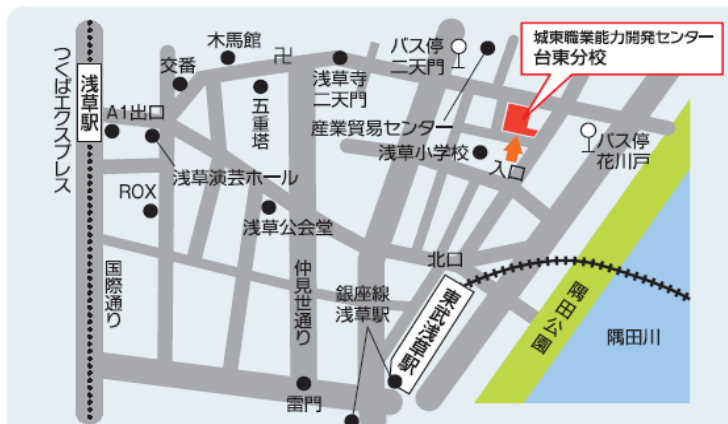 つくばエクスプレス
浅草駅
A1出口
交番
木馬館
卍
五重塔
浅草寺
二天門
バス停
二天門
産業貿易センター
城東職業能力開発センター
台東分校
浅草小学校
入口
バス停
花川戸
浅草演芸ホール
ROX
浅草公会堂
国際通り
仲見世通り
銀座線
浅草駅
北口
東武浅草駅
雷門
隅田公園
隅田川